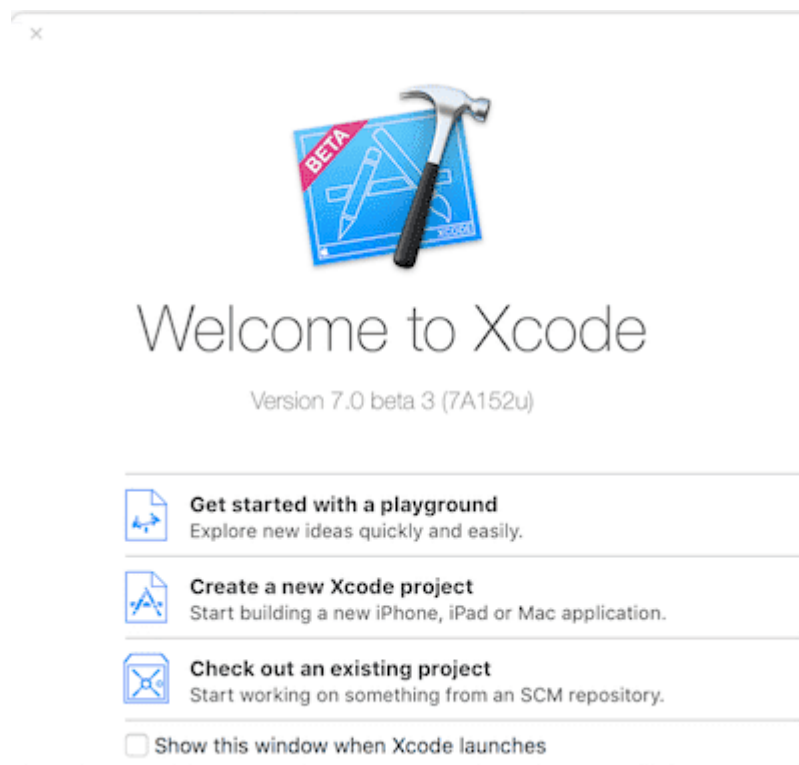 BETA
XCODE
Welcome to Xcode
Version 7.0 beta 3 (7A152u)
Get started with a playground
Explore new ideas quickly and easily.
Create a new Xcode project
Start building a new iPhone, iPad or Mac application.
Check out an existing project
Start working on something from an SCM repository.
Show this window when Xcode launches